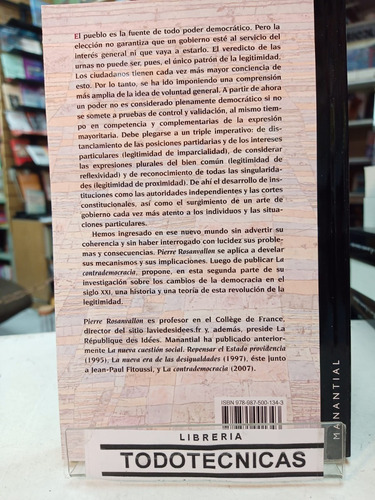 El pueblo es la fuente de todo poder democrático. Pero la
elección no garantiza que un gobierno esté al servicio del
interés general ni que vaya a estarlo. El veredicto de las
urnas no puede ser, pues, el único patrón de la legitimidad.
Los ciudadanos tienen cada vez más mayor conciencia de
esto. Por lo tanto, se ha ido imponiendo una comprensión
más amplia de la idea de voluntad general. A partir de ahora
un poder no es considerado plenamente democrático si no
se somete a pruebas de control y validación, al mismo tiempo
en competencia y complementarias de la expresión
mayoritaria. Debe plegarse a un triple imperativo: de dis-
tanciamiento de las posiciones partidarias y de los intereses
particulares (legitimidad de imparcialidad), de considerar
las expresiones plurales del bien común (legitimidad de
reflexividad) y de reconocimiento de todas las singularida-
des (legitimidad de proximidad). De ahí el desarrollo de ins-
tituciones como las autoridades independientes y las cortes
constitucionales, así como el surgimiento de un arte de
gobierno cada vez más atento a los individuos y las situa-
ciones particulares.
Hemos ingresado en ese nuevo mundo sin advertir su
coherencia y sin haber interrogado con lucidez sus proble-
mas y consecuencias. Pierre Rosanvallon se aplica a develar
sus mecanismos y sus implicaciones. Luego de publicar La
contrademocracia, propone, en esta segunda parte de su
investigación sobre los cambios de la democracia en el
siglo XXI, una historia y una teoría de esta revolución de la
legitimidad.
Pierre Rosanvallon es profesor en el Collège de France,
director del sitio laviedesidees.fr y, además, preside La
République des Idées. Manantial ha publicado anterior-
mente La nueva cuestión social. Repensar el Estado providencia
(1995), La nueva era de las desigualdades (1997), éste junto
a Jean-Paul Fitoussi, y La contrademocracia (2007).
ISBN 978-987-500-134-3
MANANTIAL
LIBRERIA
TODOTECNICAS